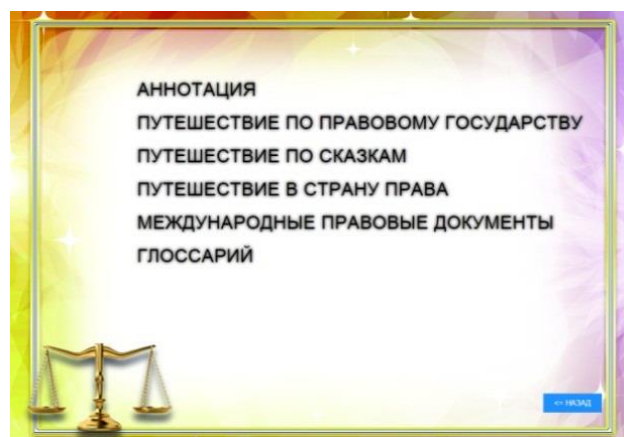 АННОТАЦИЯ
ПУТЕШЕСТВИЕ ПО ПРАВОВОМУ ГОСУДАРСТВУ
ПУТЕШЕСТВИЕ ПО СКАЗКАМ
ПУТЕШЕСТВИЕ В СТРАНУ ПРАВА
МЕЖДУНАРОДНЫЕ ПРАВОВЫЕ ДОКУМЕНТЫ
ГЛОССАРИЙ
<= НАЗАД